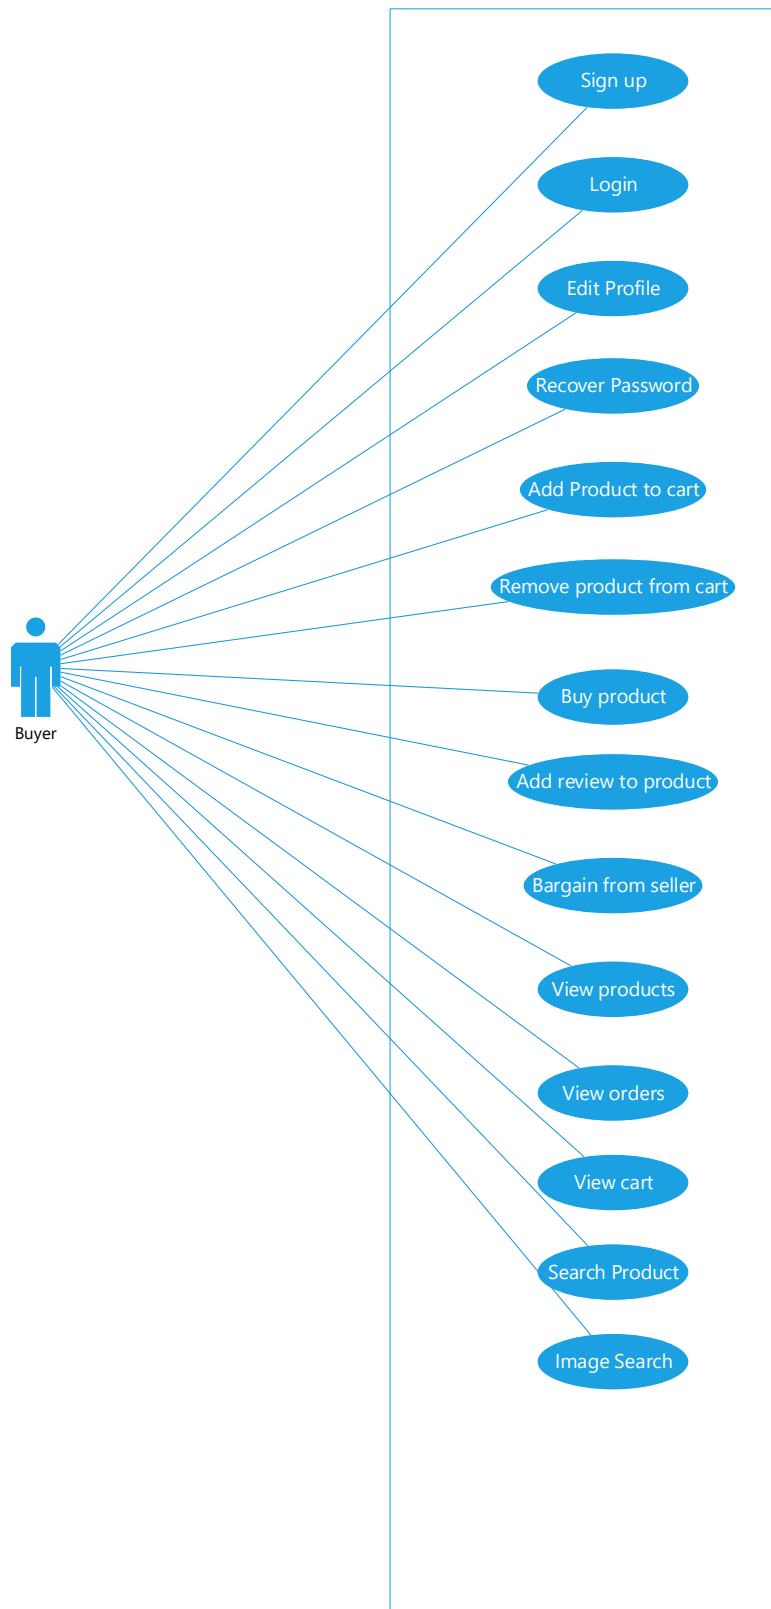 Sign up
Login
Edit Profile
Recover Password
Add Product to cart
Remove product from cart
Buy product
Buyer
Add review to product
Bargain from seller
View products
View orders
View cart
Search Product
Image Search